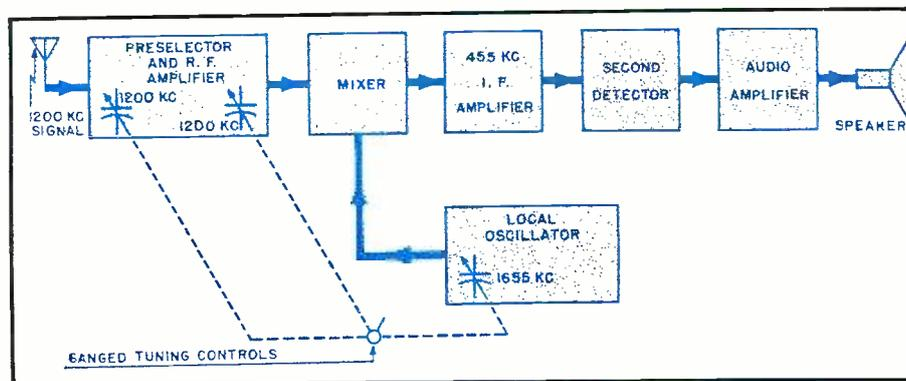 PRESELECTOR
AND R. F.
AMPLIFIER
1200 KC
1200 KC
1200 KC
SIGNAL
MIXER
455 KC
I. F.
AMPLIFIER
SECOND
DETECTOR
AUDIO
AMPLIFIER
SPEAKER
LOCAL
OSCILLATOR
1655 KC
GANGED TUNING CONTROLS